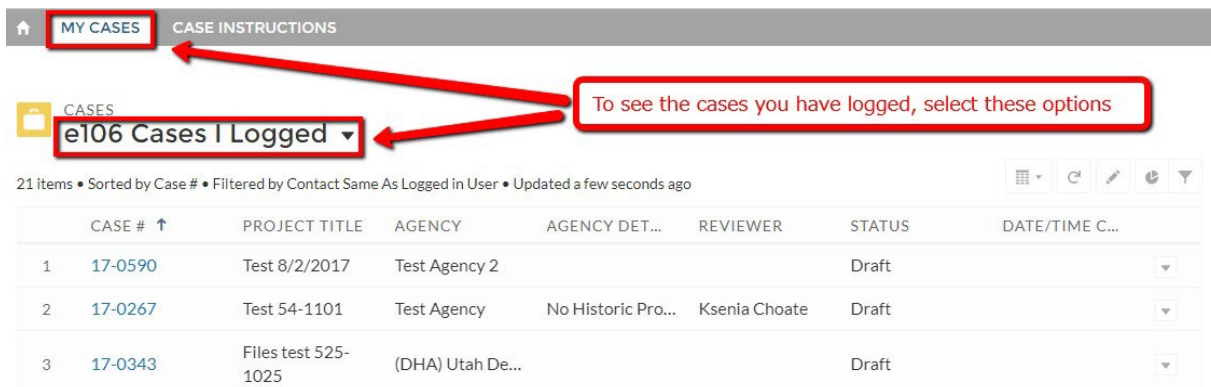 MY CASES CASE INSTRUCTIONS
To see the cases you have logged, select these options
CASES
e106 Cases I Logged
21 items • Sorted by Case # • Filtered by Contact Same As Logged in User • Updated a few seconds ago
CASE # ↑ PROJECT TITLE AGENCY AGENCY DET... REVIEWER STATUS DATE/TIME C...
1 17-0590 Test 8/2/2017 Test Agency 2 Draft
2 17-0267 Test 54-1101 Test Agency No Historic Pro... Ksenia Choate Draft
3 17-0343 Files test 525-
1025 (DHA) Utah De... Draft